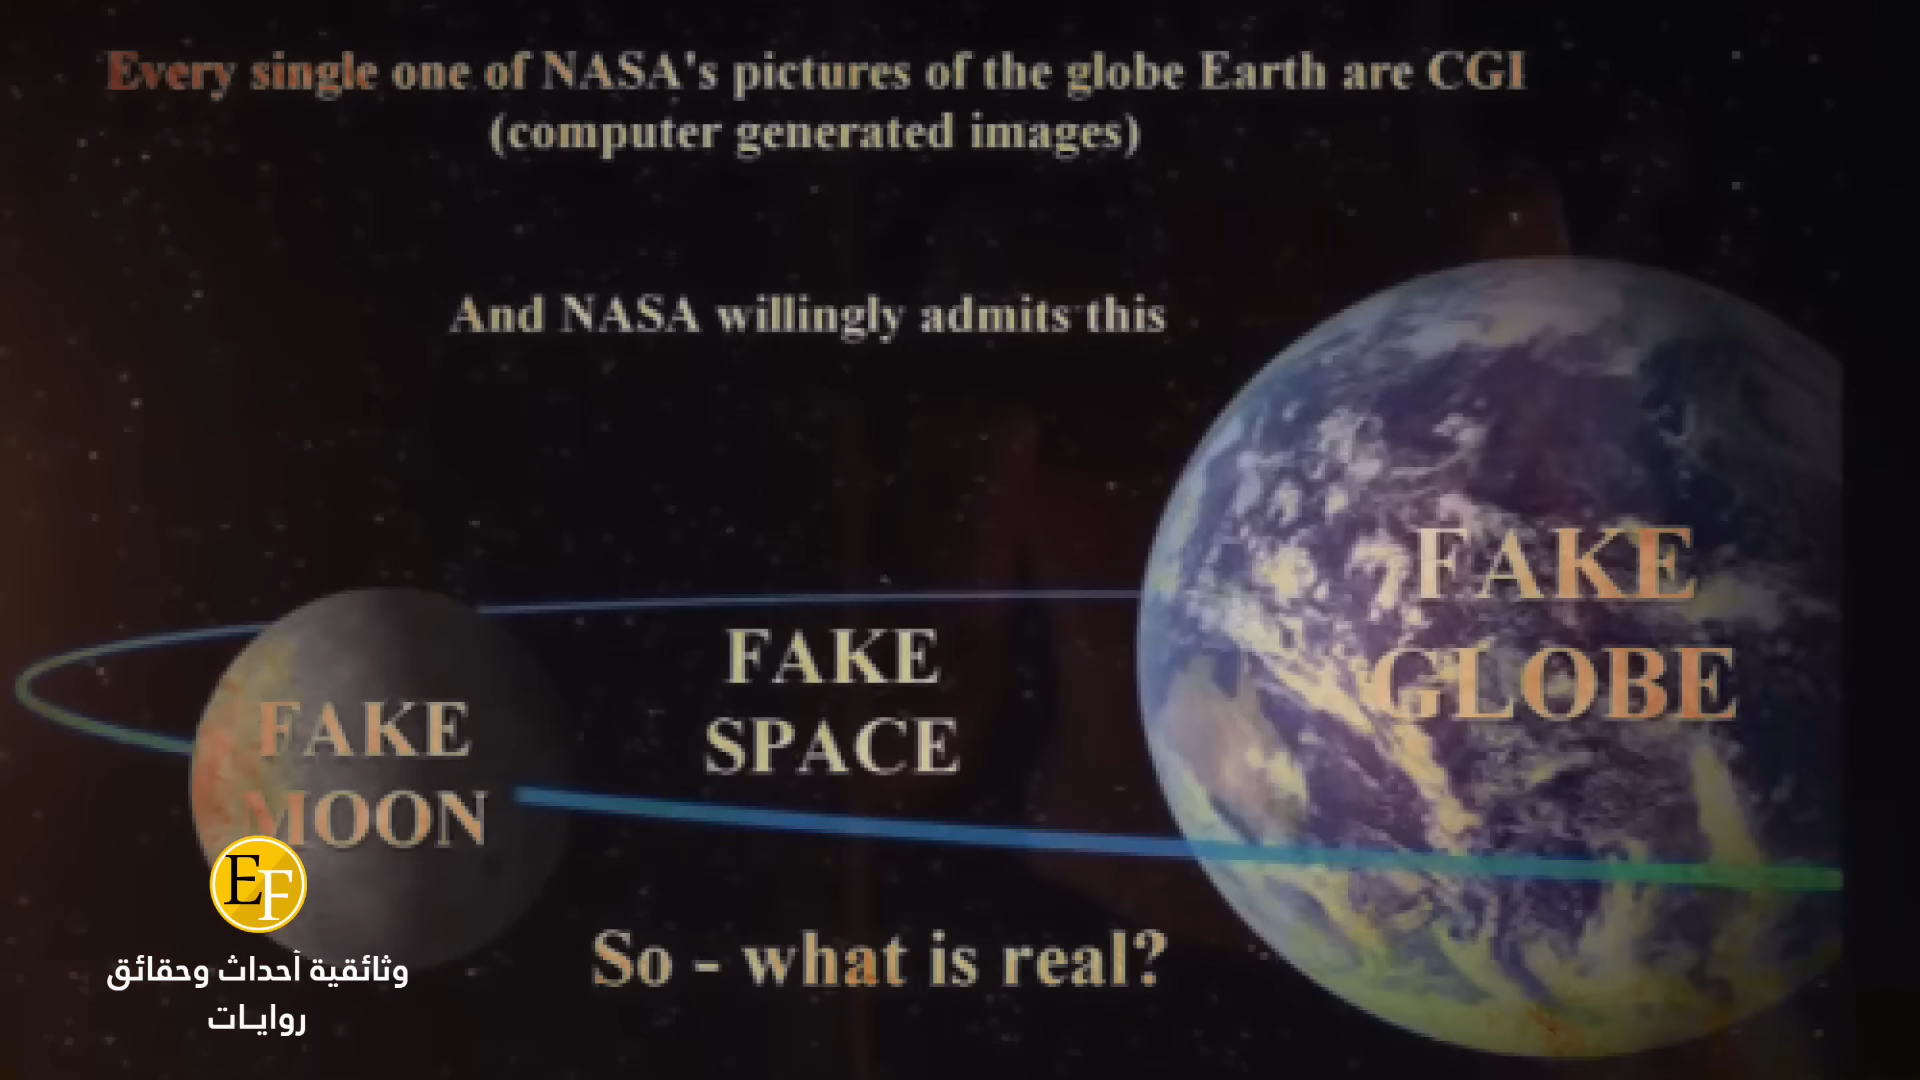 Every single one of NASA's pictures of the globe Earth are CGI
(computer generated images)
And NASA willingly admits this
FAKE
GLOBE
FAKE
SPACE
FAKE
MOON
So - what is real?
EF
وثائقية أحداث وحقائق
روايـات